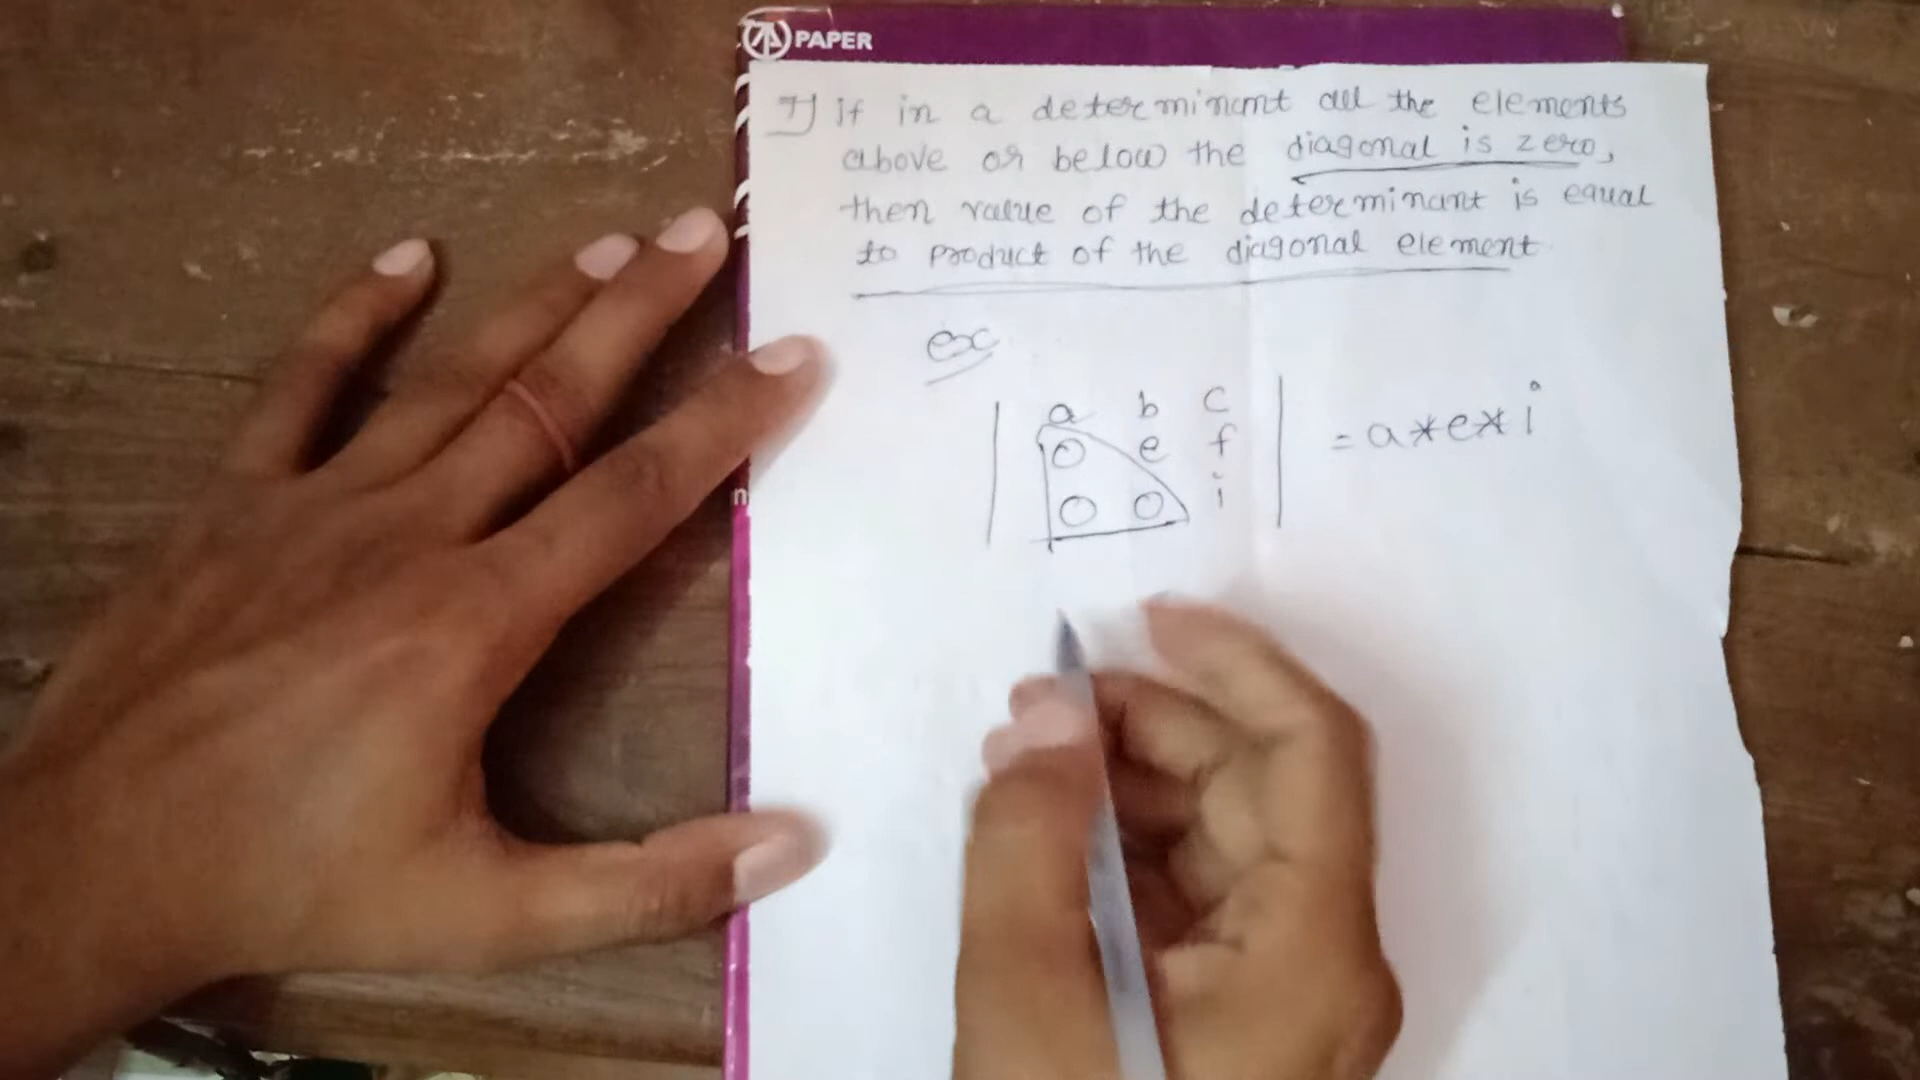 PAPER
7) if in a determinant all the elements
above or below the diagonal is zero,
then value of the determinant is equal
to product of the diagonal element
ex
a b c
0 e f
0 0 i
= a*e*i
n